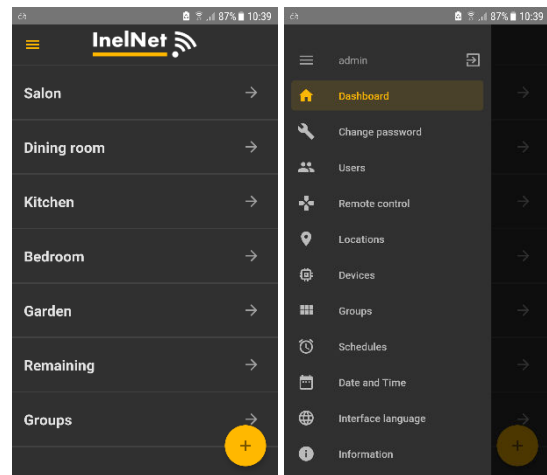 87% 10:39
InelNet
Salon
Dining room
Kitchen
Bedroom
Garden
Remaining
Groups
+
87% 10:39
admin
Dashboard
Change password
Users
Remote control
Locations
Devices
Groups
Schedules
Date and Time
Interface language
Information
+